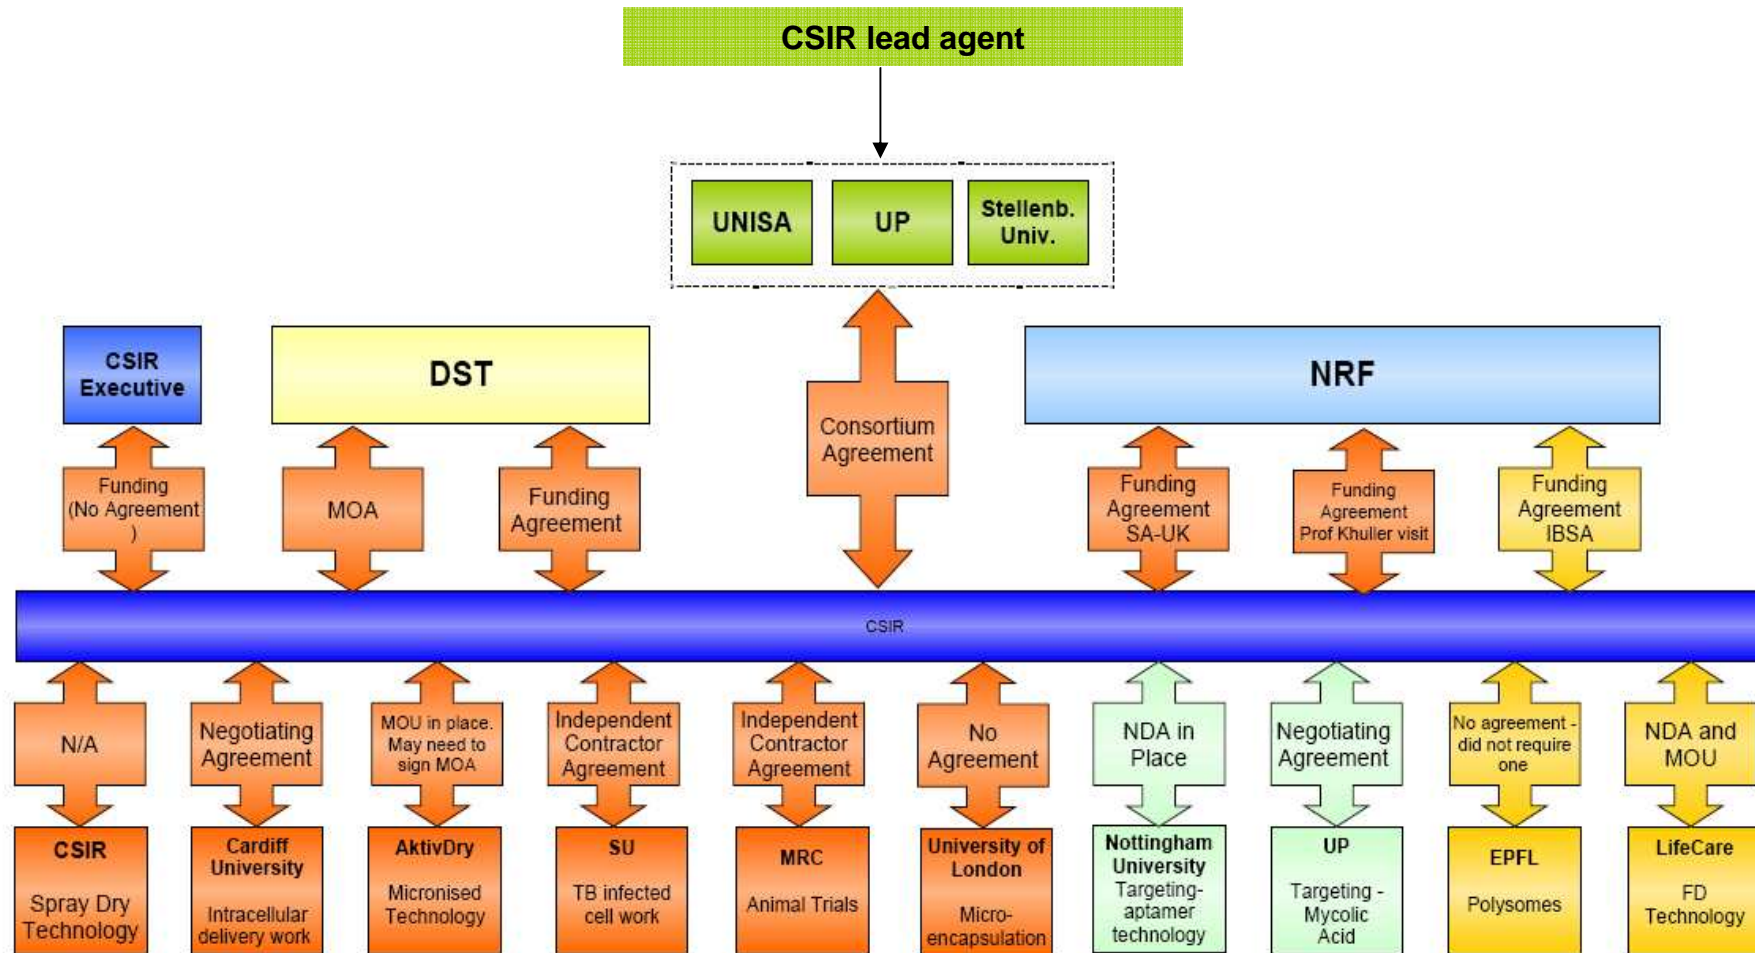 CSIR lead agent
UNISA
UP
Stellenb.
Univ.
CSIR
Executive
DST
NRF
Funding
(No Agreement
)
MOA
Funding
Agreement
Consortium
Agreement
Funding
Agreement
SA-UK
Funding
Agreement
Prof Khuller visit
Funding
Agreement
IBSA
CSIR
N/A
Negotiating
Agreement
MOU in place.
May need to
sign MOA
Independent
Contractor
Agreement
Independent
Contractor
Agreement
No
Agreement
NDA in
Place
Negotiating
Agreement
No agreement -
did not require
one
NDA and
MOU
CSIR
Spray Dry
Technology
Cardiff
University
Intracellular
delivery work
AktivDry
Micronised
Technology
SU
TB infected
cell work
MRC
Animal Trials
University of
London
Micro-
encapsulation
Nottingham
University
Targeting-
aptamer
technology
UP
Targeting -
Mycolic
Acid
EPFL
Polysomes
LifeCare
FD
Technology